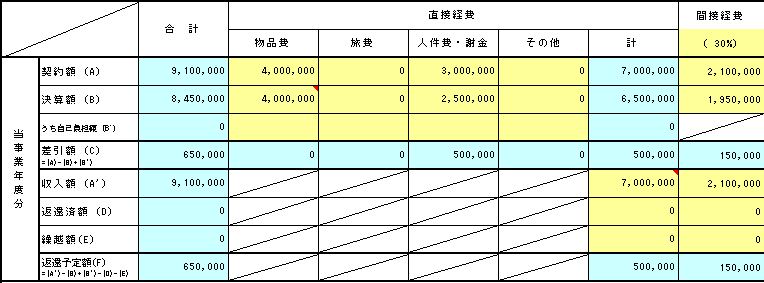 合 計 直接経費 間接経費
物品費 旅費 人件費・謝金 その他 計 ( 30%)
当事業年度分
契約額 (A) 9,100,000 4,000,000 0 3,000,000 0 7,000,000 2,100,000
決算額 (B) 8,450,000 4,000,000 0 2,500,000 0 6,500,000 1,950,000
うち自己負担額 (B') 0 0
差引額 (C) 650,000 0 0 500,000 0 500,000 150,000
=(A)-(B)+(B')
収入額 (A') 9,100,000 7,000,000 2,100,000
返還済額 (D) 0 0 0
繰越額(E) 0 0 0
返還予定額(F) 650,000 500,000 150,000
=(A')-(B)+(B')-(D)-(E)